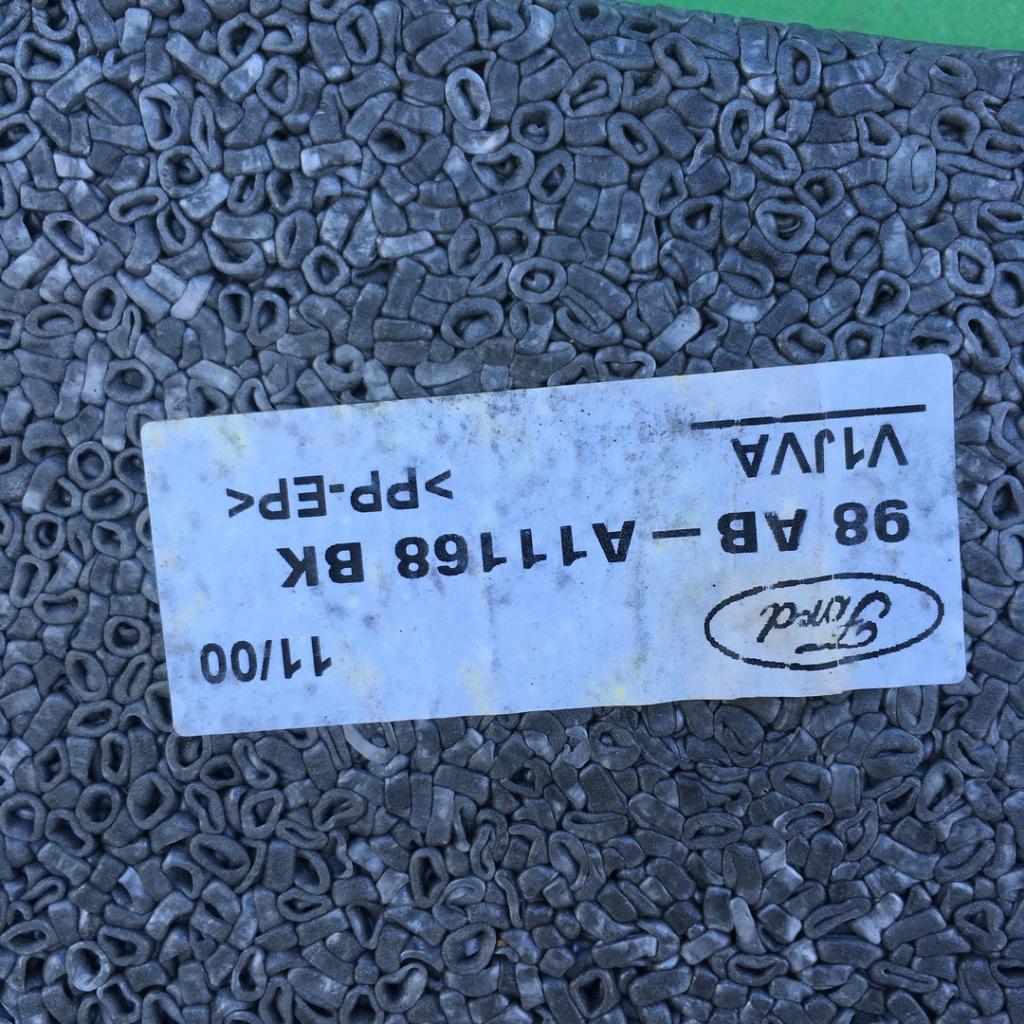 Ford 11/00
98 AB – A11168 BK
V1JVA >PP-EP<